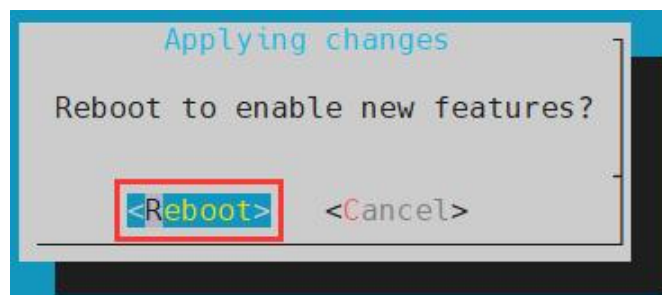 Applying changes
Reboot to enable new features?
<Reboot> <Cancel>